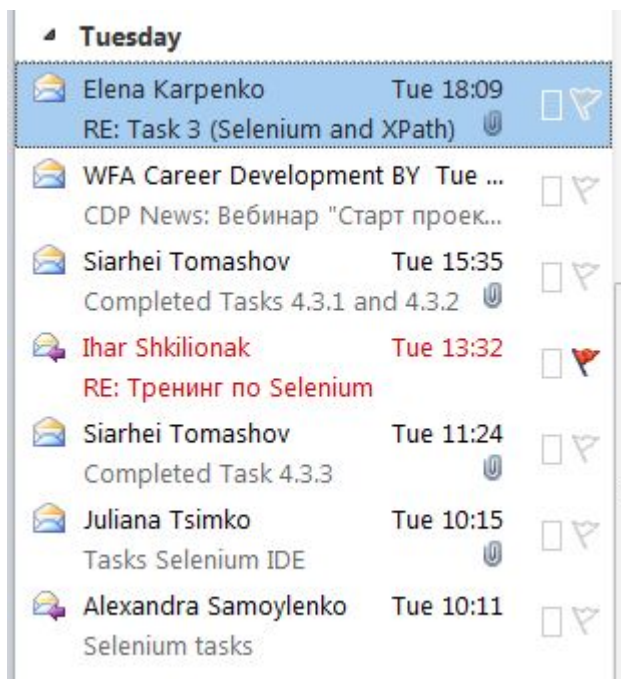 Tuesday
Elena Karpenko Tue 18:09
RE: Task 3 (Selenium and XPath)
WFA Career Development BY Tue ...
CDP News: Вебинар "Старт проек...
Siarhei Tomashov Tue 15:35
Completed Tasks 4.3.1 and 4.3.2
Ihar Shkilionak Tue 13:32
RE: Тренинг по Selenium
Siarhei Tomashov Tue 11:24
Completed Task 4.3.3
Juliana Tsimko Tue 10:15
Tasks Selenium IDE
Alexandra Samoylenko Tue 10:11
Selenium tasks